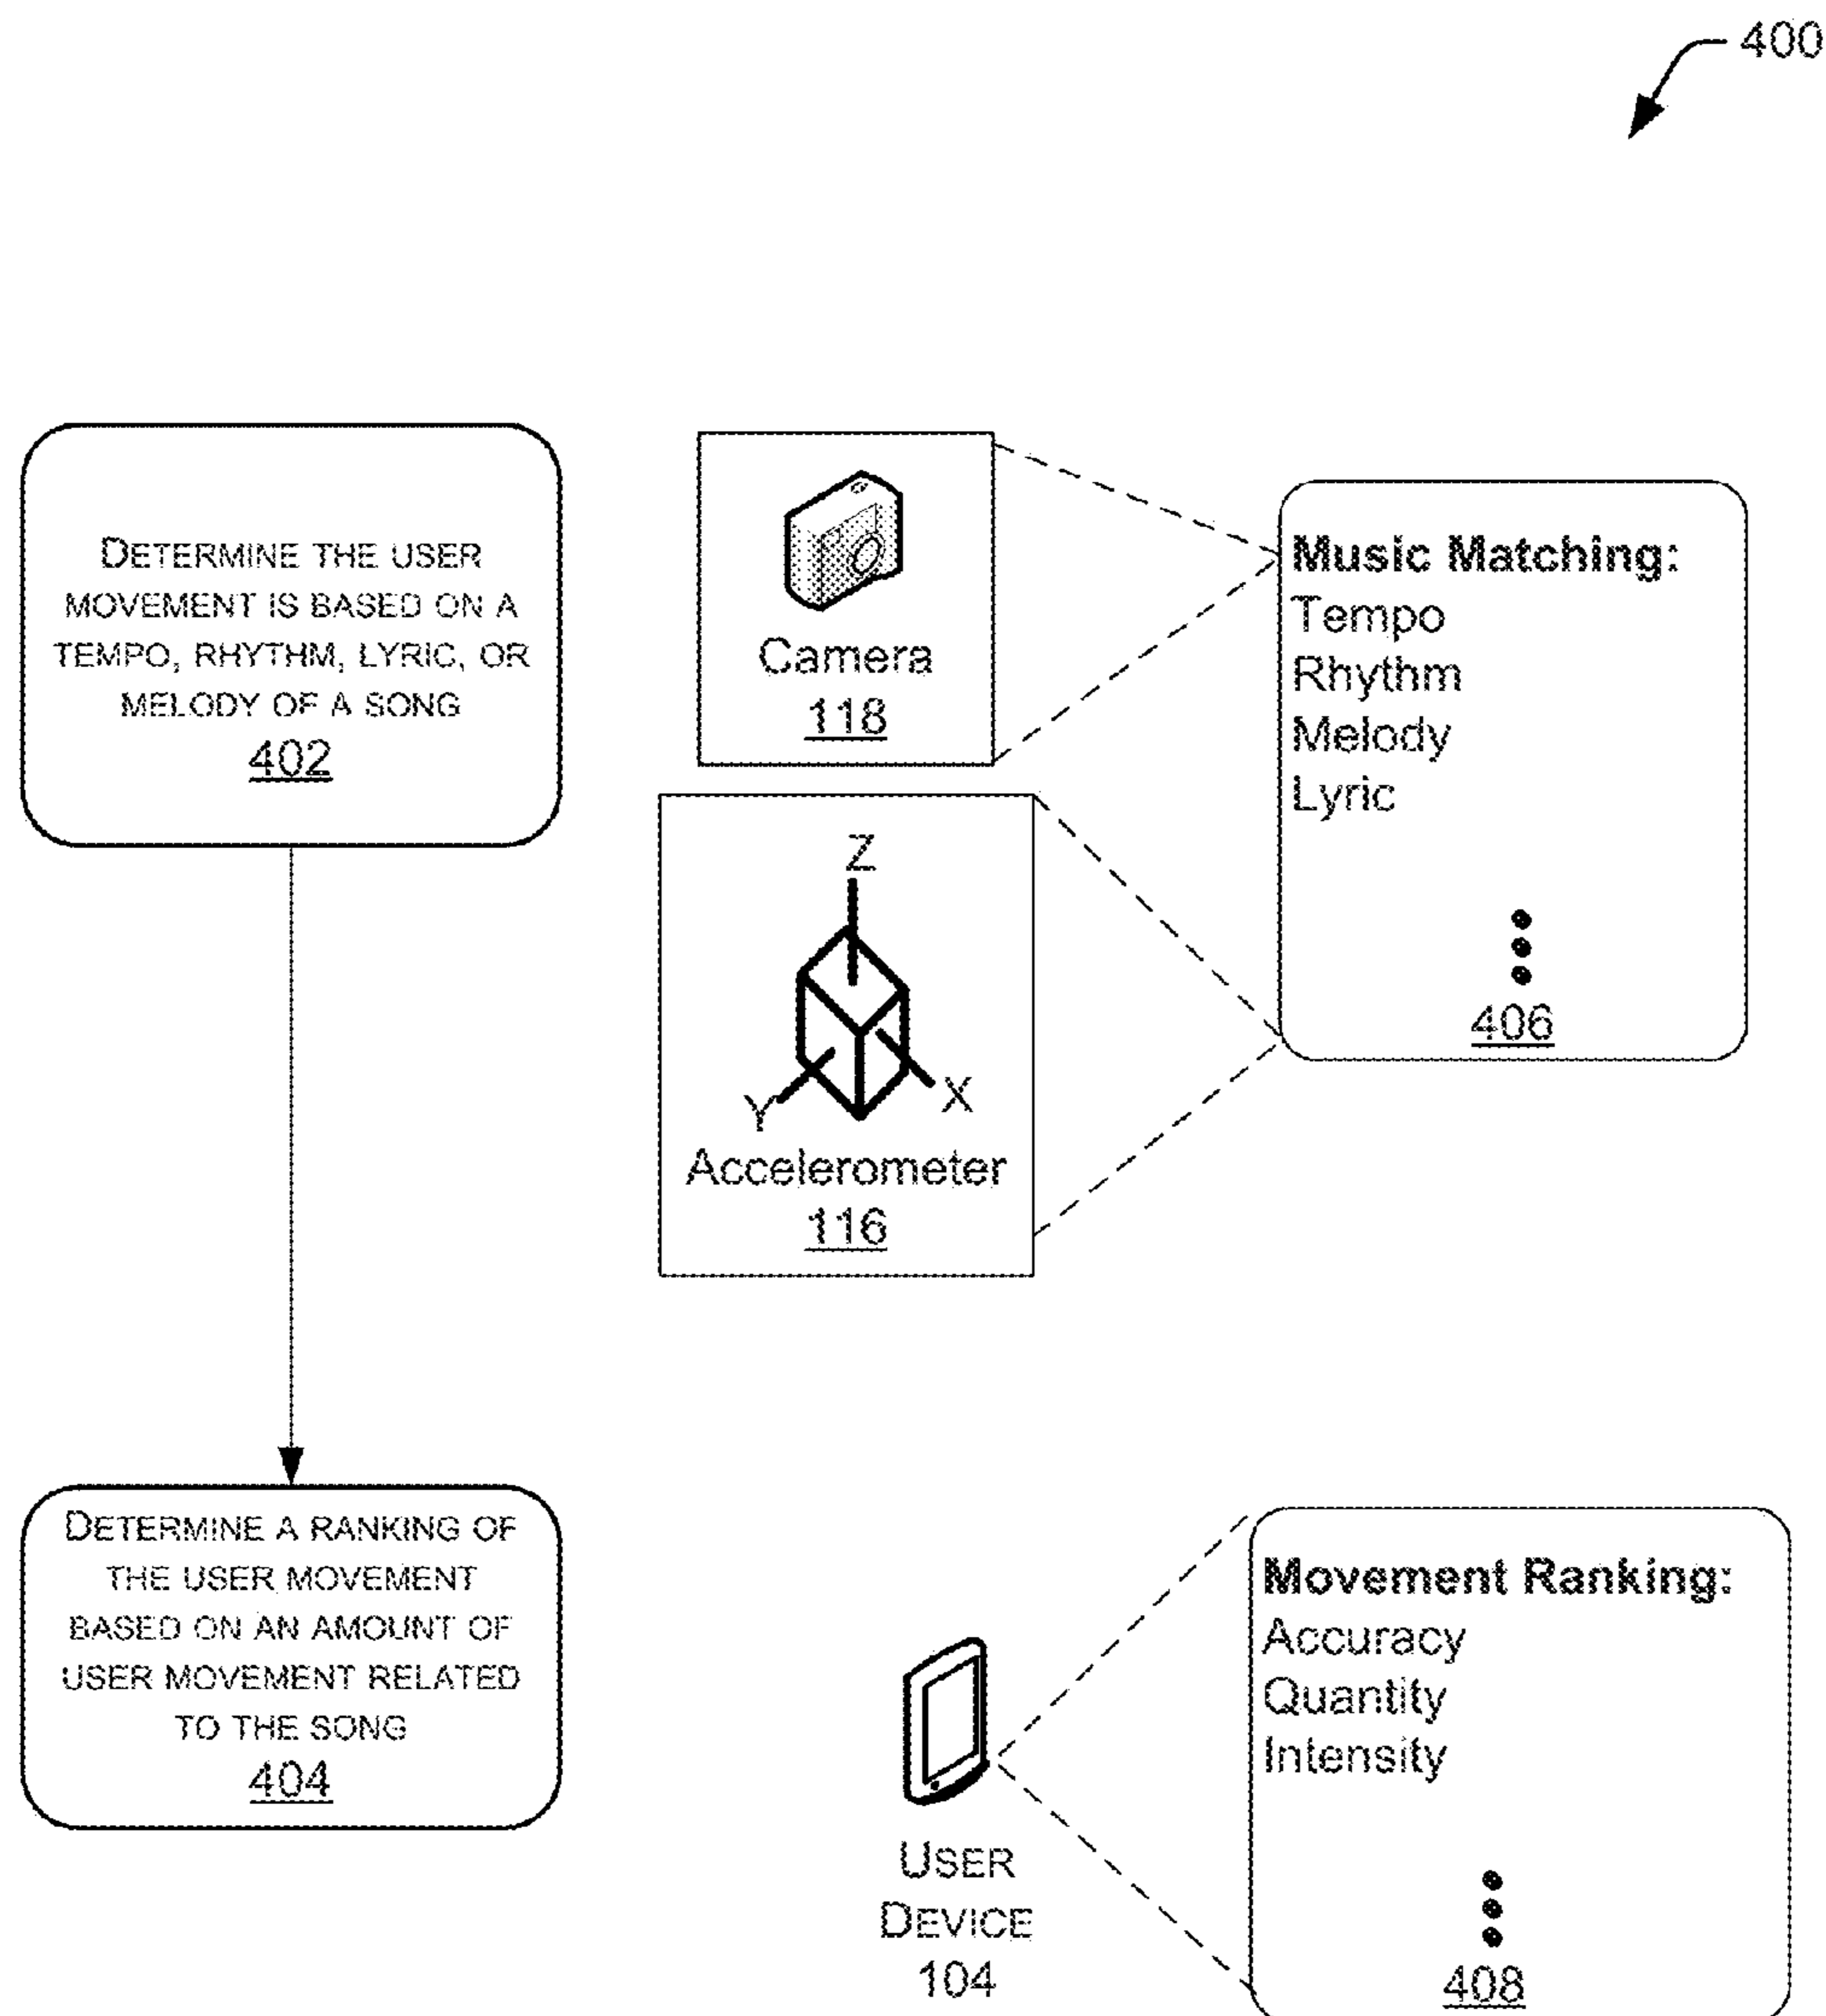 400
DETERMINE THE USER
MOVEMENT IS BASED ON A
TEMPO, RHYTHM, LYRIC, OR
MELODY OF A SONG
402
Camera
118
Music Matching:
Tempo
Rhythm
Melody
Lyric
406
Z
Y
X
Accelerometer
116
DETERMINE A RANKING OF
THE USER MOVEMENT
BASED ON AN AMOUNT OF
USER MOVEMENT RELATED
TO THE SONG
404
USER
DEVICE
104
Movement Ranking:
Accuracy
Quantity
Intensity
408